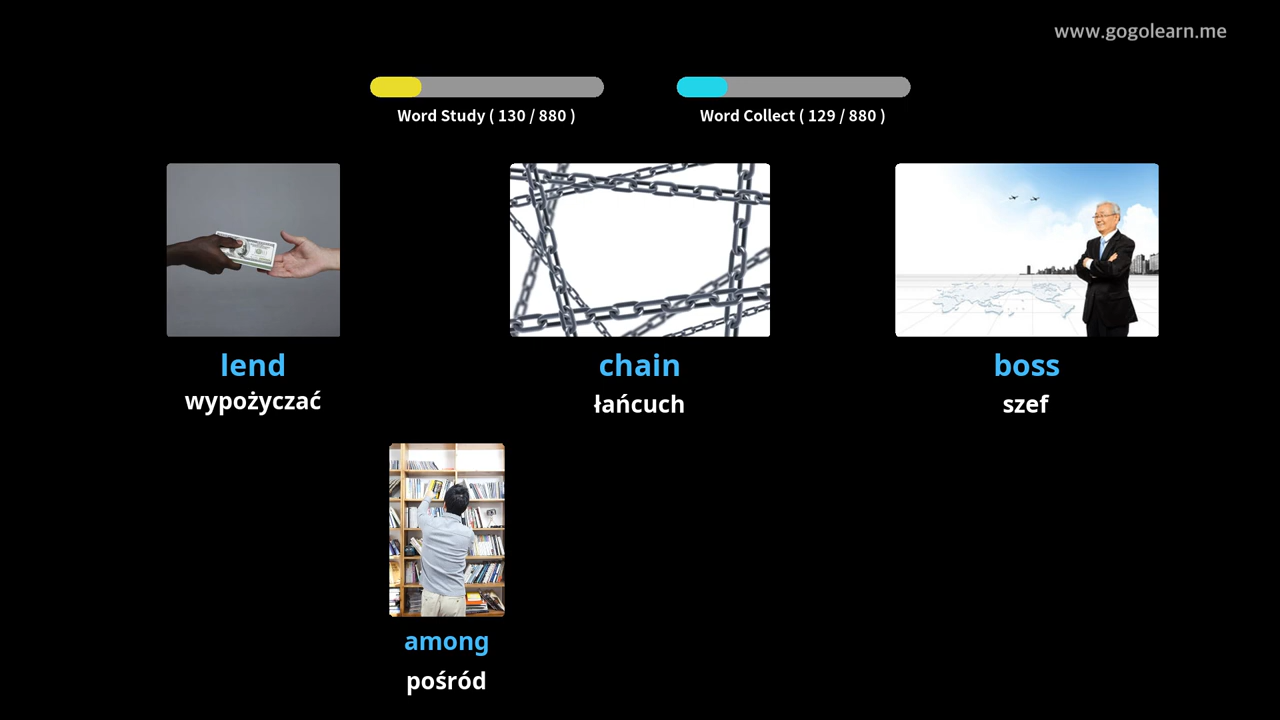 www.gogolearn.me
Word Study ( 130 / 880 )
Word Collect ( 129 / 880 )
lend
wypożyczać
chain
łańcuch
boss
szef
among
pośród